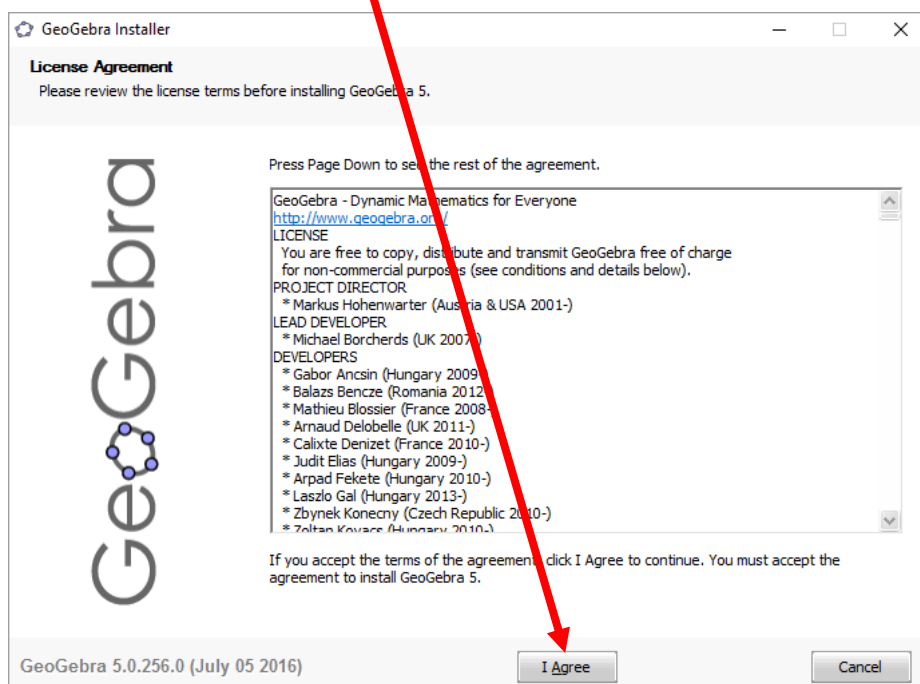 GeoGebra Installer
License Agreement
Please review the license terms before installing GeoGebra 5.
GeoGebra
Press Page Down to see the rest of the agreement.
GeoGebra - Dynamic Mathematics for Everyone
http://www.geogebra.org/
LICENSE
You are free to copy, distribute and transmit GeoGebra free of charge
for non-commercial purposes (see conditions and details below).
PROJECT DIRECTOR
* Markus Hohenwarter (Austria & USA 2001-)
LEAD DEVELOPER
* Michael Borcherds (UK 2007-)
DEVELOPERS
* Gabor Ancsin (Hungary 2009-)
* Balazs Bencze (Romania 2012-)
* Mathieu Blossier (France 2008-)
* Arnaud Delobelle (UK 2011-)
* Calixte Denizet (France 2010-)
* Judit Elias (Hungary 2009-)
* Arpad Fekete (Hungary 2010-)
* Laszlo Gal (Hungary 2013-)
* Zbynek Konecny (Czech Republic 2010-)
* Zoltan Kovacs (Hungary 2010-)
If you accept the terms of the agreement, click I Agree to continue. You must accept the
agreement to install GeoGebra 5.
GeoGebra 5.0.256.0 (July 05 2016)
I Agree
Cancel